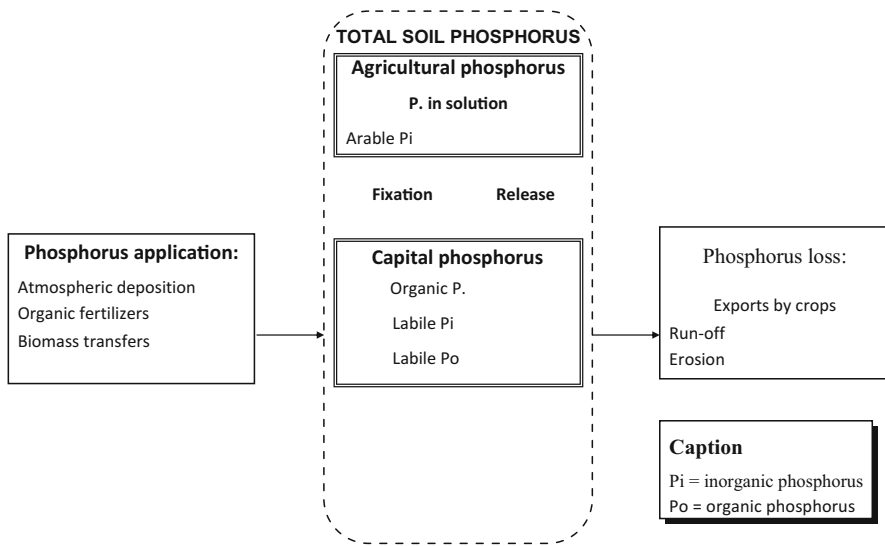 TOTAL SOIL PHOSPHORUS
Agricultural phosphorus
P. in solution
Arable Pi
Fixation Release
Phosphorus application:
Atmospheric deposition
Organic fertilizers
Biomass transfers
Capital phosphorus
Organic P.
Labile Pi
Labile Po
Phosphorus loss:
Exports by crops
Run-off
Erosion
Caption
Pi = inorganic phosphorus
Po = organic phosphorus